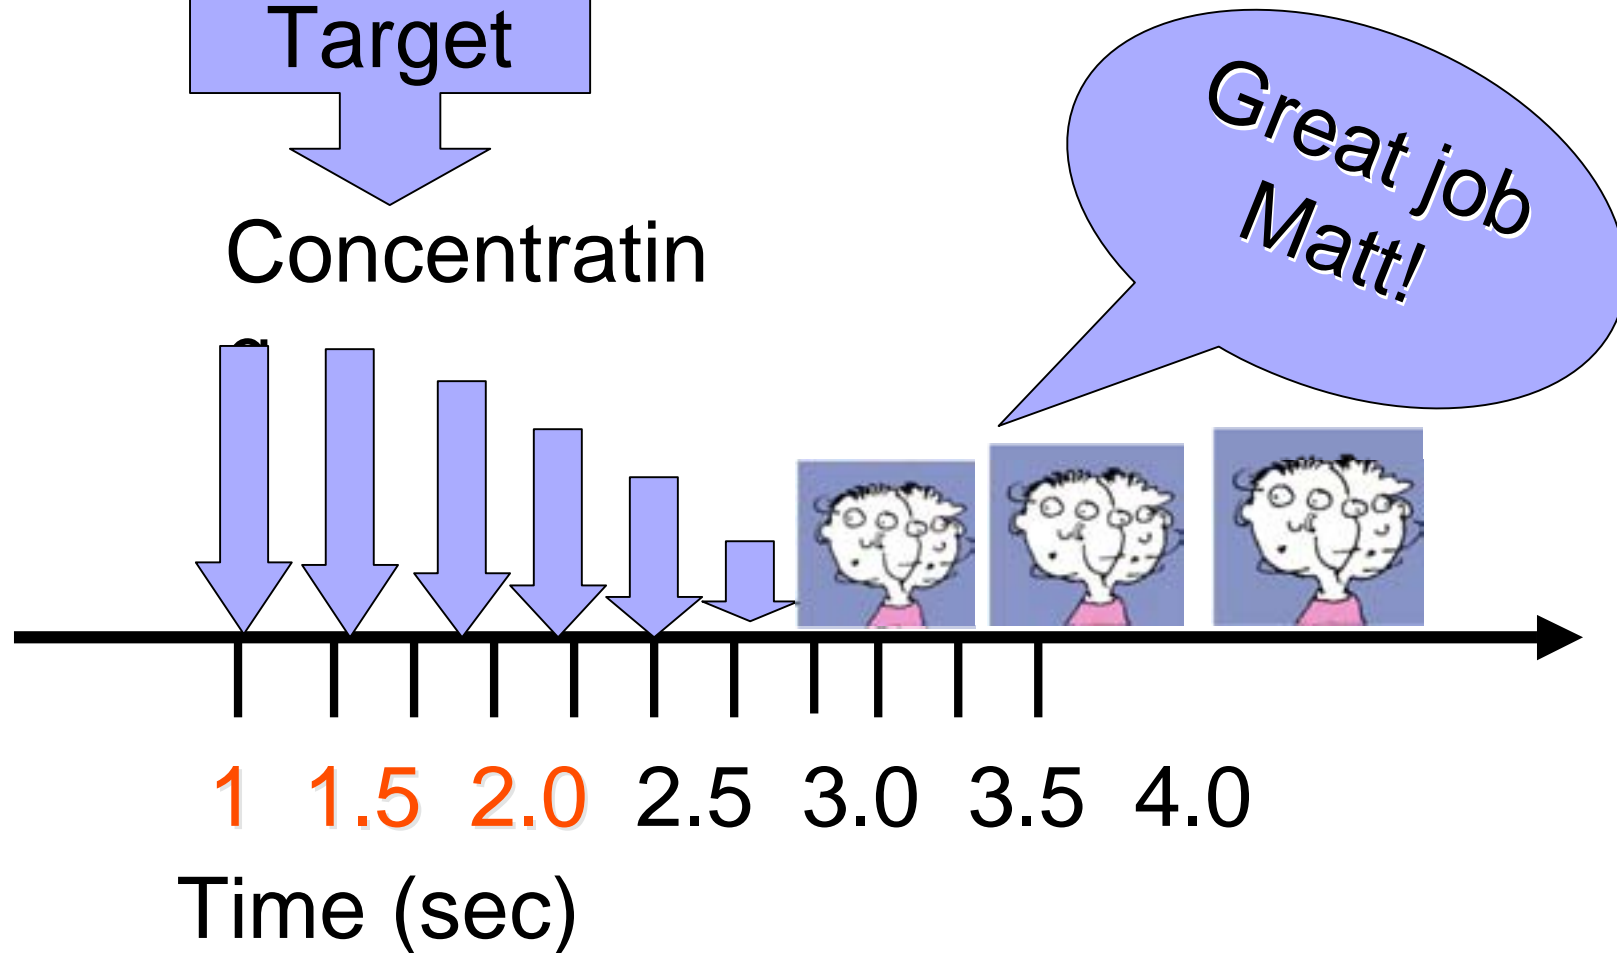 Target
Great job
Matt!
Concentratin
g
1 1.5 2.0 2.5 3.0 3.5 4.0
Time (sec)